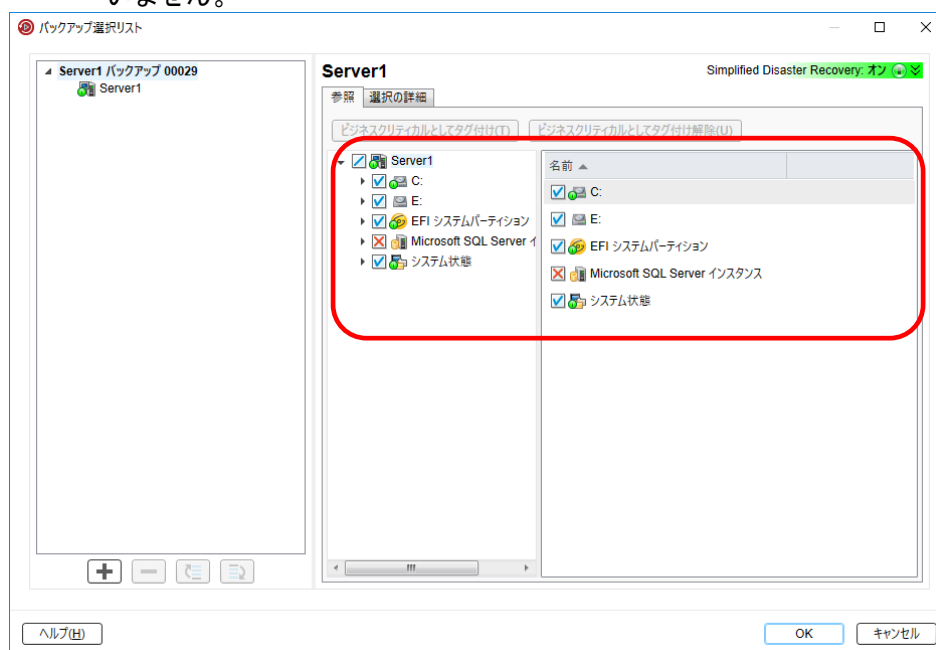 いません。
バックアップ選択リスト
Server1 バックアップ 00029
Server1
Server1
Simplified Disaster Recovery: オン
参照 選択の詳細
ビジネスクリティカルとしてタグ付け(T) ビジネスクリティカルとしてタグ付け解除(U)
Server1
C:
E:
EFI システムパーティション
Microsoft SQL Server イ
システム状態
名前
C:
E:
EFI システムパーティション
Microsoft SQL Server インスタンス
システム状態
ヘルプ(H)
OK キャンセル